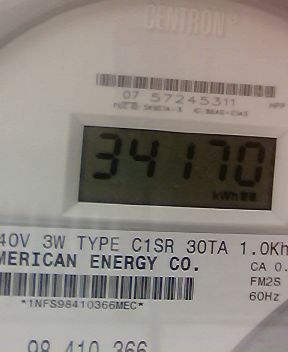 CENTRON®
07 57245311
34170
kWh
40V 3W TYPE C1SR 30TA 1.0Kh
MERICAN ENERGY CO.
CA 0.
FM2S
60Hz
*1NFS98410366MEC*
98 410 366